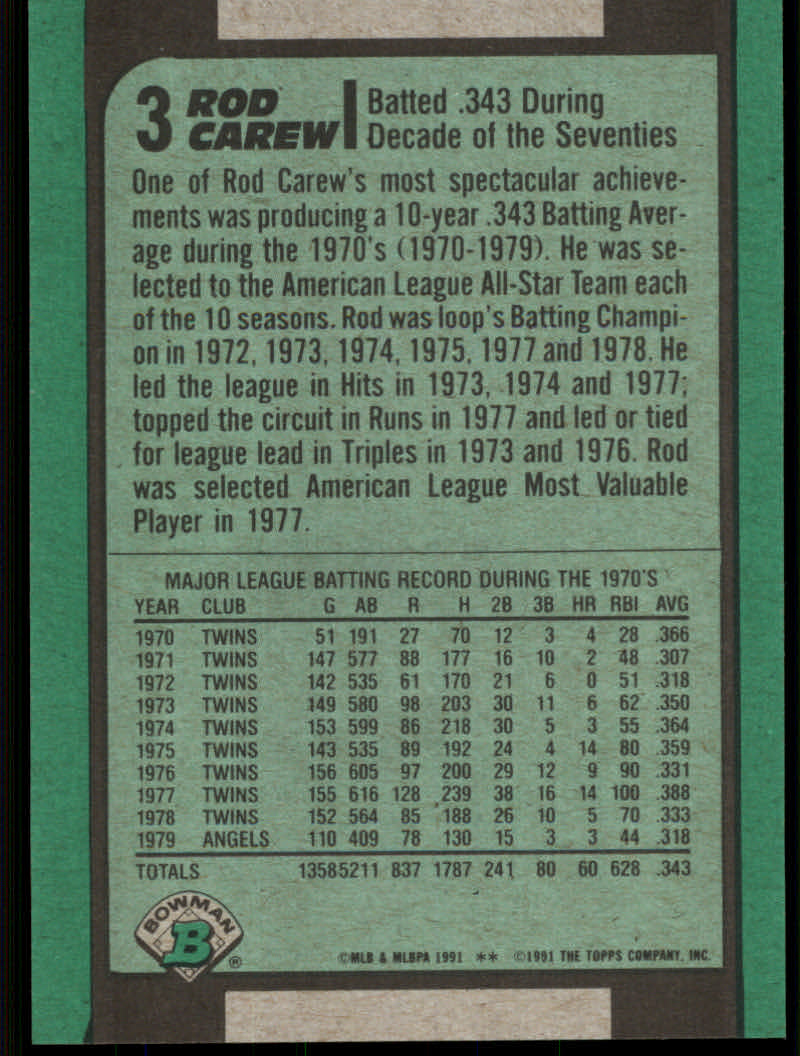 3 ROD CAREW
Batted .343 During
Decade of the Seventies
One of Rod Carew's most spectacular achieve-
ments was producing a 10-year .343 Batting Aver-
age during the 1970's (1970-1979). He was se-
lected to the American League All-Star Team each
of the 10 seasons. Rod was loop's Batting Champi-
on in 1972, 1973, 1974, 1975, 1977 and 1978. He
led the league in Hits in 1973, 1974 and 1977;
topped the circuit in Runs in 1977 and led or tied
for league lead in Triples in 1973 and 1976. Rod
was selected American League Most Valuable
Player in 1977.
MAJOR LEAGUE BATTING RECORD DURING THE 1970'S
YEAR CLUB G AB R H 2B 3B HR RBI AVG
1970 TWINS 51 191 27 70 12 3 4 28 .366
1971 TWINS 147 577 88 177 16 10 2 48 .307
1972 TWINS 142 535 61 170 21 6 0 51 .318
1973 TWINS 149 580 98 203 30 11 6 62 .350
1974 TWINS 153 599 86 218 30 5 3 55 .364
1975 TWINS 143 535 89 192 24 4 14 80 .359
1976 TWINS 156 605 97 200 29 12 9 90 .331
1977 TWINS 155 616 128 239 38 16 14 100 .388
1978 TWINS 152 564 85 188 26 10 5 70 .333
1979 ANGELS 110 409 78 130 15 3 3 44 .318
TOTALS 1358 5211 837 1787 241 80 60 628 .343
BOWMAN
B ®
©MLB & MLBPA 1991 ** ©1991 THE TOPPS COMPANY, INC.